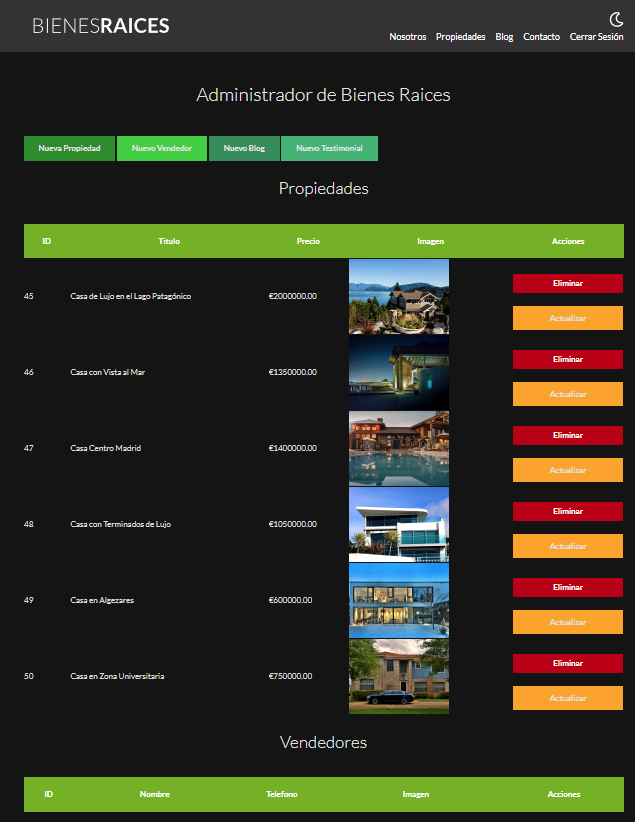 BIENESRAICES
Nosotros Propiedades Blog Contacto Cerrar Sesión
Administrador de Bienes Raices
Nueva Propiedad Nuevo Vendedor Nuevo Blog Nuevo Testimonial
Propiedades
ID Titulo Precio Imagen Acciones
45 Casa de Lujo en el Lago Patagónico €2000000.00 Eliminar
Actualizar
46 Casa con Vista al Mar €1350000.00 Eliminar
Actualizar
47 Casa Centro Madrid €1400000.00 Eliminar
Actualizar
48 Casa con Terminados de Lujo €1050000.00 Eliminar
Actualizar
49 Casa en Algezares €600000.00 Eliminar
Actualizar
50 Casa en Zona Universitaria €750000.00 Eliminar
Actualizar
Vendedores
ID Nombre Telefono Imagen Acciones